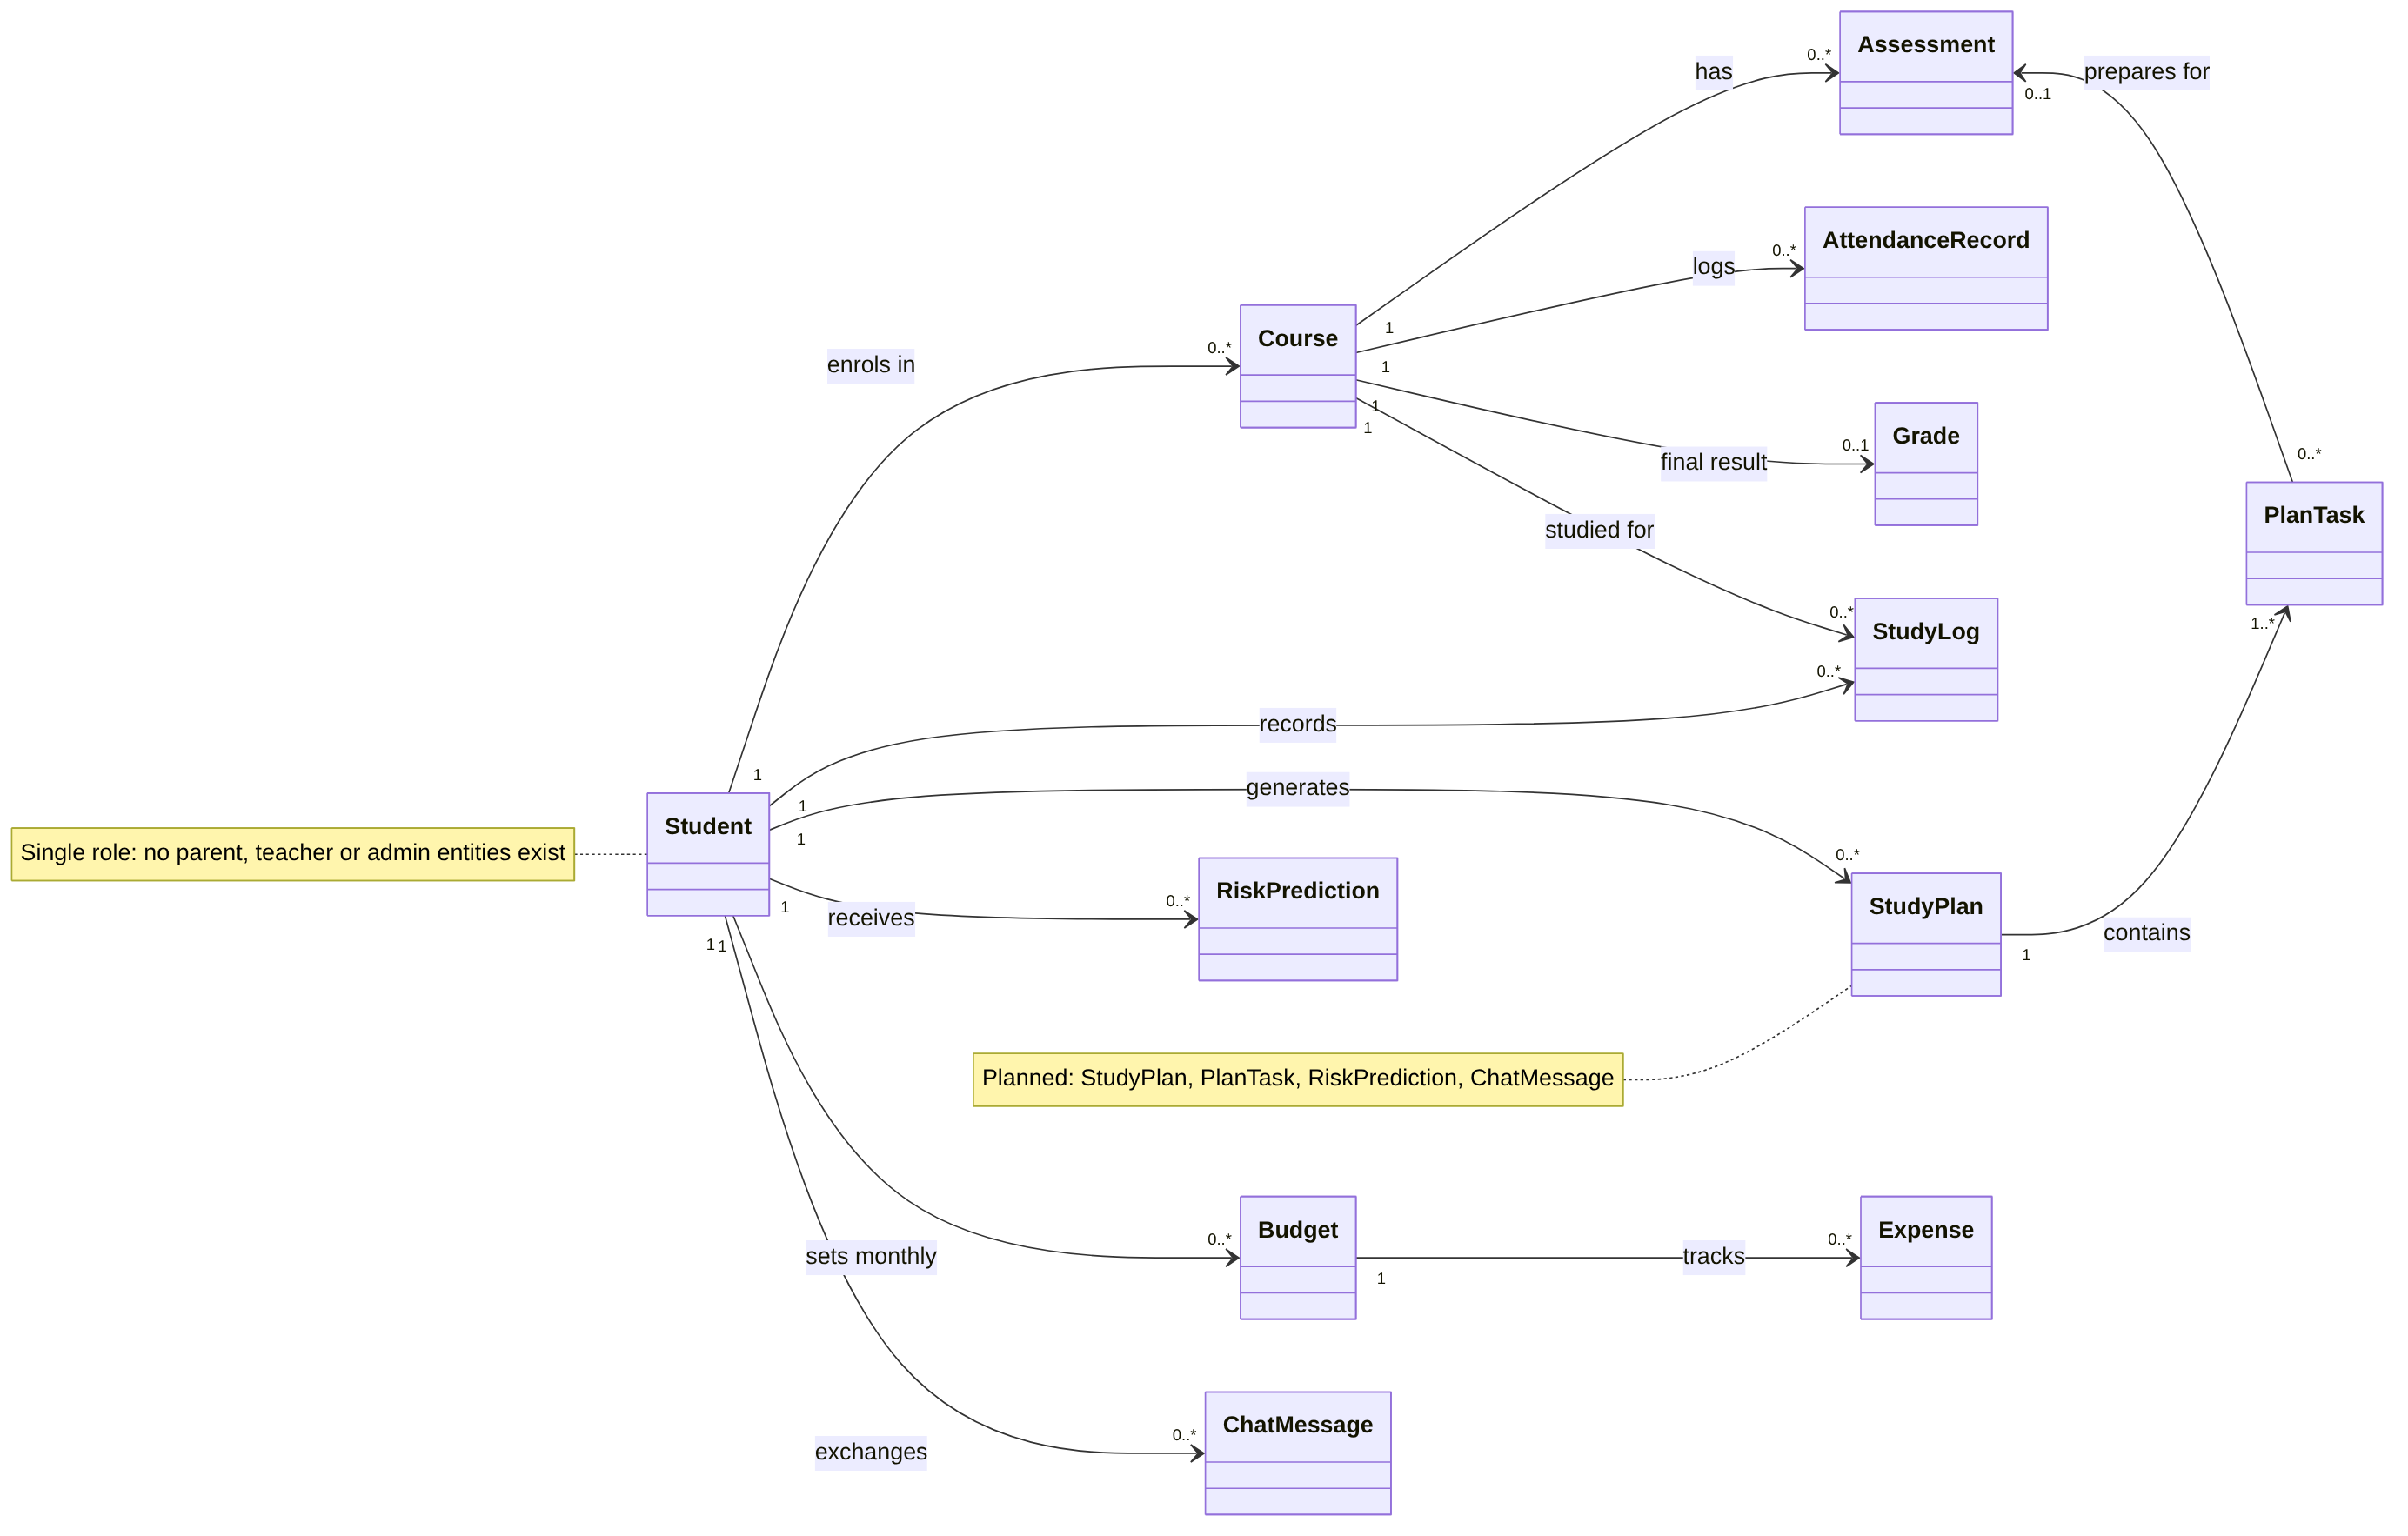 Assessment
0..*
has
prepares for
0..1
AttendanceRecord
0..*
logs
Course
1
0..*
enrols in
1
Grade
1
0..1
1
final result
0..*
PlanTask
studied for
StudyLog
0..*
1..*
0..*
records
1
generates
Student
1
0..*
Single role: no parent, teacher or admin entities exist
RiskPrediction
0..*
1
receives
StudyPlan
contains
1
1
1
Planned: StudyPlan, PlanTask, RiskPrediction, ChatMessage
Budget
0..*
sets monthly
tracks
0..*
Expense
1
ChatMessage
0..*
exchanges